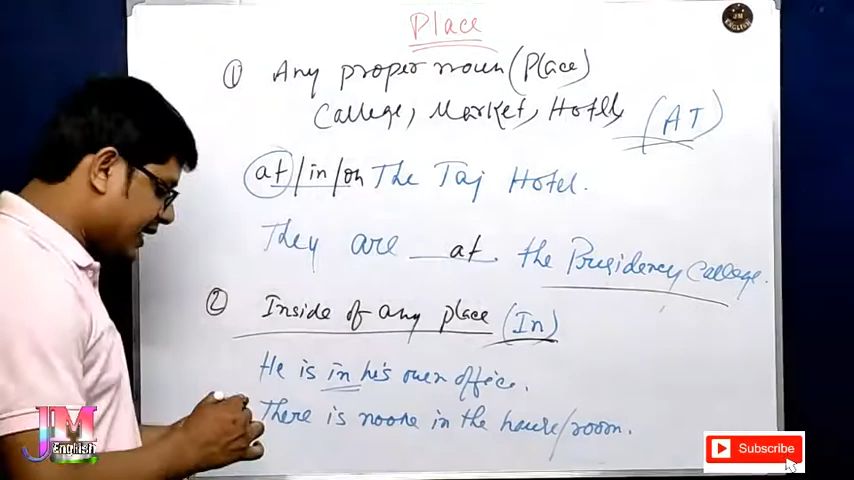 Place
JM
ENGLISH
① Any proper noun (Place)
College, Market, Hotels (AT)
at/in/on The Taj Hotel.
They are at the Presidency College.
② Inside of any place (In)
He is in his own office.
There is noone in the house/room.
JM
English
Subscribe